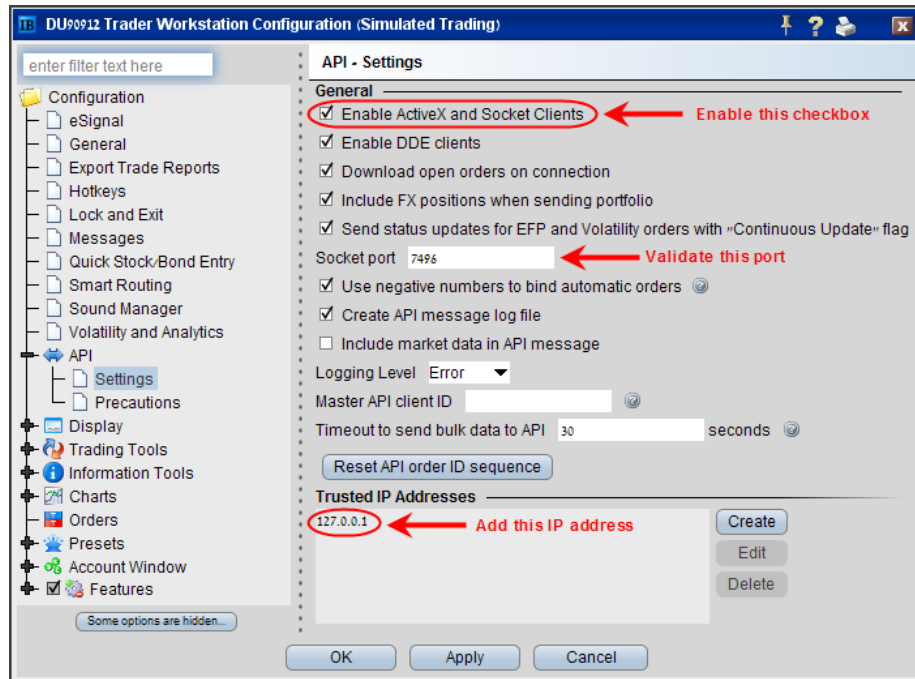 IB DU90912 Trader Workstation Configuration (Simulated Trading)
enter filter text here
Configuration
eSignal
General
Export Trade Reports
Hotkeys
Lock and Exit
Messages
Quick Stock/Bond Entry
Smart Routing
Sound Manager
Volatility and Analytics
API
Settings
Precautions
Display
Trading Tools
Information Tools
Charts
Orders
Presets
Account Window
Features
Some options are hidden...
API - Settings
General
Enable ActiveX and Socket Clients Enable this checkbox
Enable DDE clients
Download open orders on connection
Include FX positions when sending portfolio
Send status updates for EFP and Volatility orders with "Continuous Update" flag
Socket port 7496 Validate this port
Use negative numbers to bind automatic orders
Create API message log file
Include market data in API message
Logging Level Error
Master API client ID
Timeout to send bulk data to API 30 seconds
Reset API order ID sequence
Trusted IP Addresses
127.0.0.1 Add this IP address
Create
Edit
Delete
OK Apply Cancel